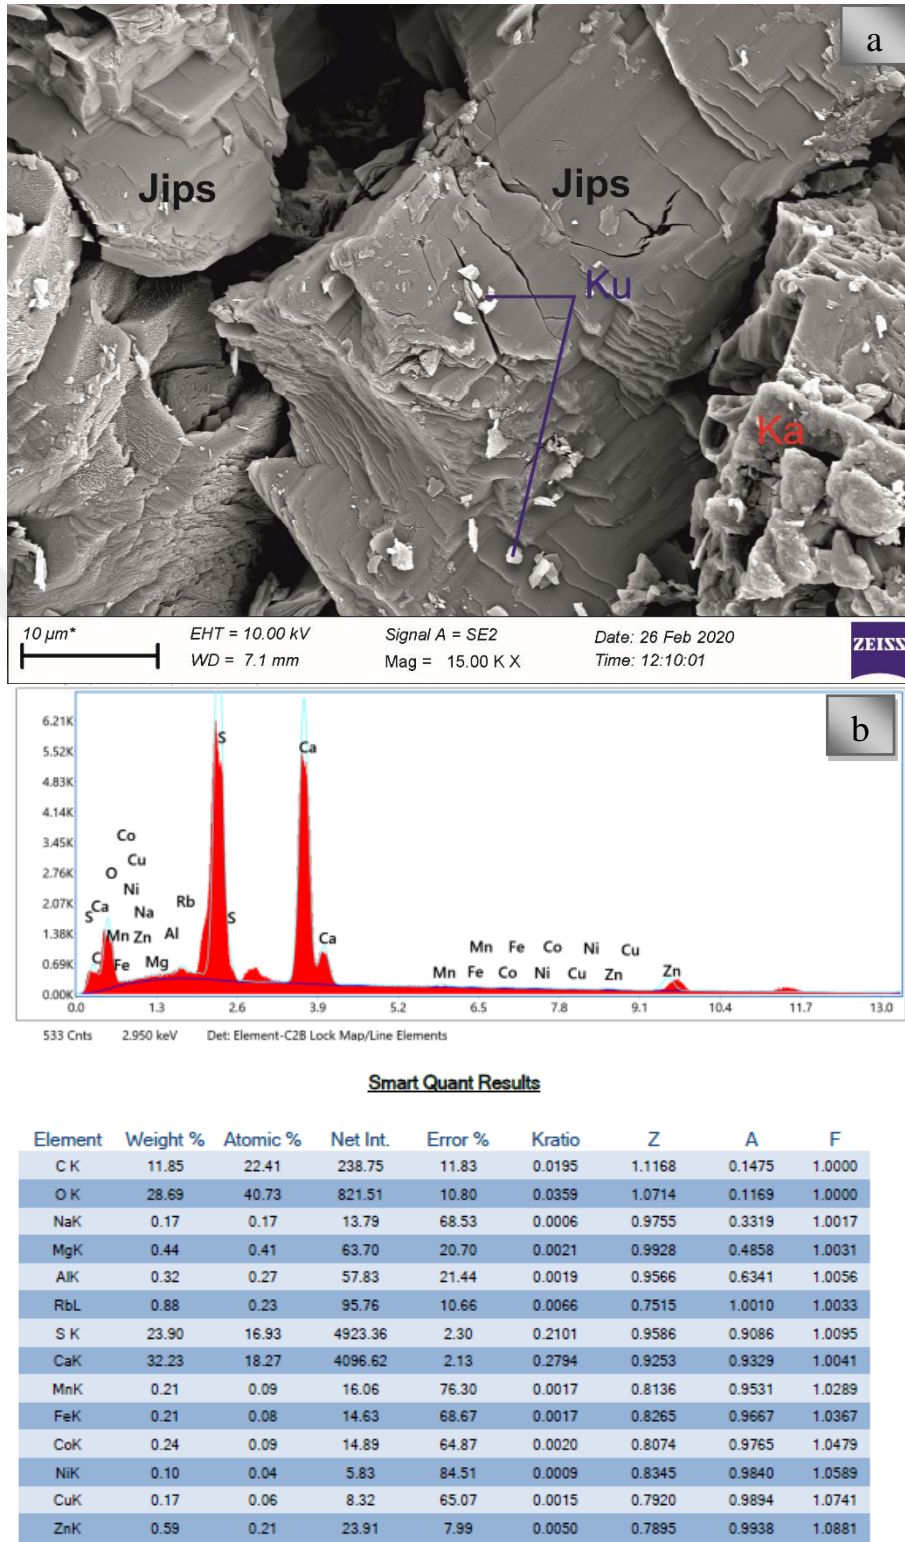 a
Jips
Jips
Ku
Ka
10 µm*
EHT = 10.00 kV
Signal A = SE2
Date: 26 Feb 2020
WD = 7.1 mm
Mag = 15.00 K X
Time: 12:10:01
ZEISS
b
6.21K
5.52K
4.83K
4.14K
3.45K
2.76K
2.07K
1.38K
0.69K
0.00K
S
Ca
Co
Cu
O
Ni
Rb
Ca
S
Na
S
Mn
Zn
Al
C
Fe
Mg
Ca
Mn Fe Co Ni Cu
Mn Fe Co Ni Cu Zn
Zn
0.0 1.3 2.6 3.9 5.2 6.5 7.8 9.1 10.4 11.7 13.0
533 Cnts 2.950 keV Det: Element-C2B Lock Map/Line Elements
Smart Quant Results
Element Weight % Atomic % Net Int. Error % Kratio Z A F
C K 11.85 22.41 238.75 11.83 0.0195 1.1168 0.1475 1.0000
O K 28.69 40.73 821.51 10.80 0.0359 1.0714 0.1169 1.0000
NaK 0.17 0.17 13.79 68.53 0.0006 0.9755 0.3319 1.0017
MgK 0.44 0.41 63.70 20.70 0.0021 0.9928 0.4858 1.0031
AlK 0.32 0.27 57.83 21.44 0.0019 0.9566 0.6341 1.0056
RbL 0.88 0.23 95.76 10.66 0.0066 0.7515 1.0010 1.0033
S K 23.90 16.93 4923.36 2.30 0.2101 0.9586 0.9086 1.0095
CaK 32.23 18.27 4096.62 2.13 0.2794 0.9253 0.9329 1.0041
MnK 0.21 0.09 16.06 76.30 0.0017 0.8136 0.9531 1.0289
FeK 0.21 0.08 14.63 68.67 0.0017 0.8265 0.9667 1.0367
CoK 0.24 0.09 14.89 64.87 0.0020 0.8074 0.9765 1.0479
NiK 0.10 0.04 5.83 84.51 0.0009 0.8345 0.9840 1.0589
CuK 0.17 0.06 8.32 65.07 0.0015 0.7920 0.9894 1.0741
ZnK 0.59 0.21 23.91 7.99 0.0050 0.7895 0.9938 1.0881